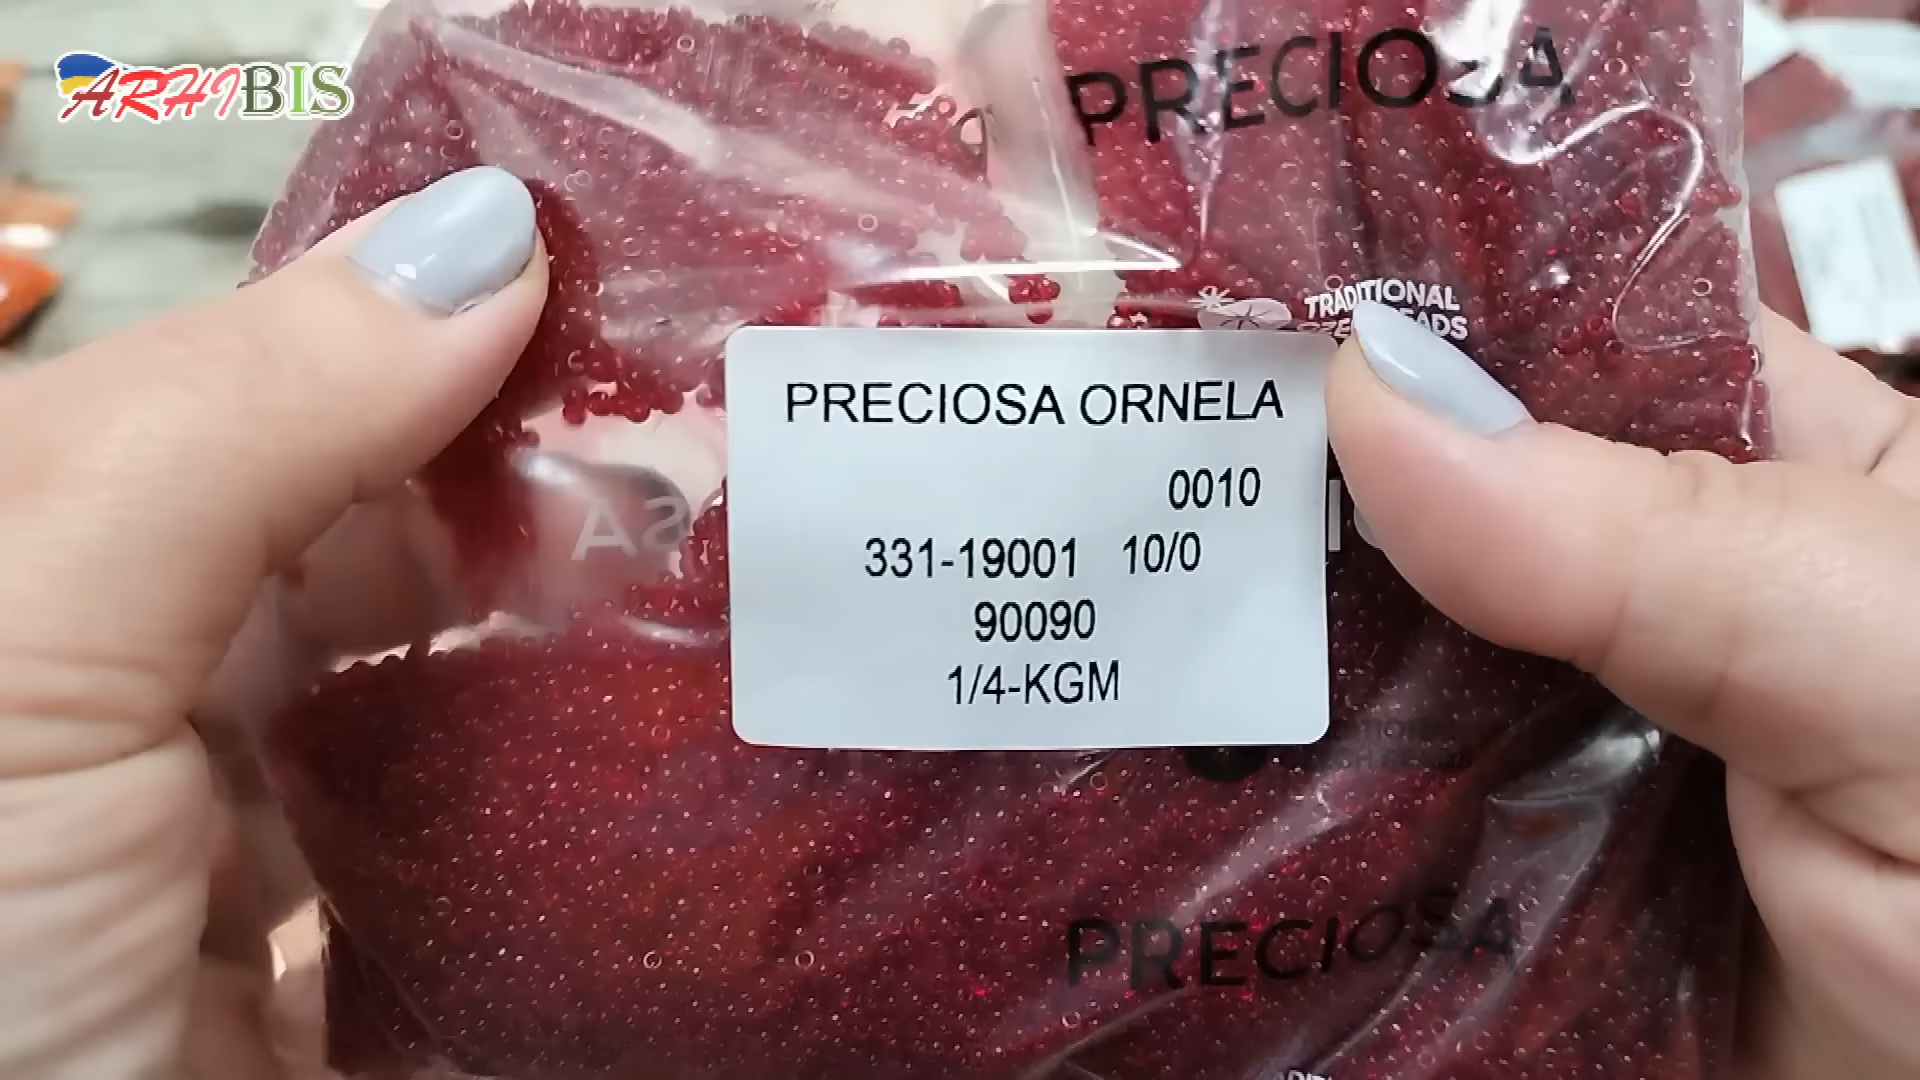 ARHIBIS
PRECIOSA
TRADITIONAL
PRECIOSA ORNELA
0010
331-19001 10/0
90090
1/4-KGM
PRECIOSA